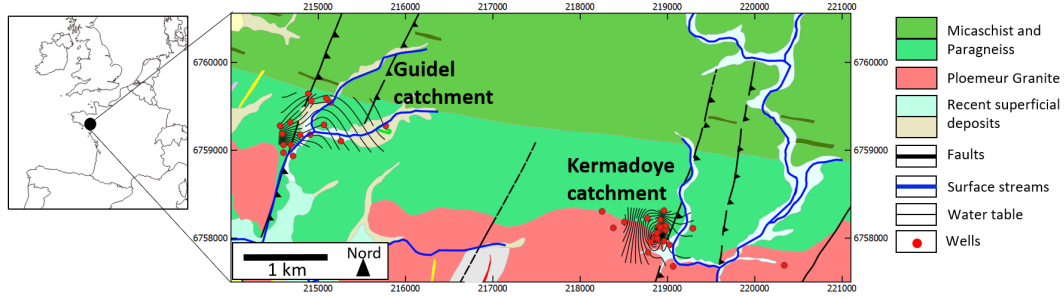 215000 216000 217000 218000 219000 220000 221000
6760000 6760000
6759000 6759000
6758000 6758000
Guidel
catchment
Kermadoye
catchment
1 km
Nord
215000 216000 217000 218000 219000 220000 221000
Micaschist and
Paragneiss
Ploemeur Granite
Recent superficial
deposits
Faults
Surface streams
Water table
Wells